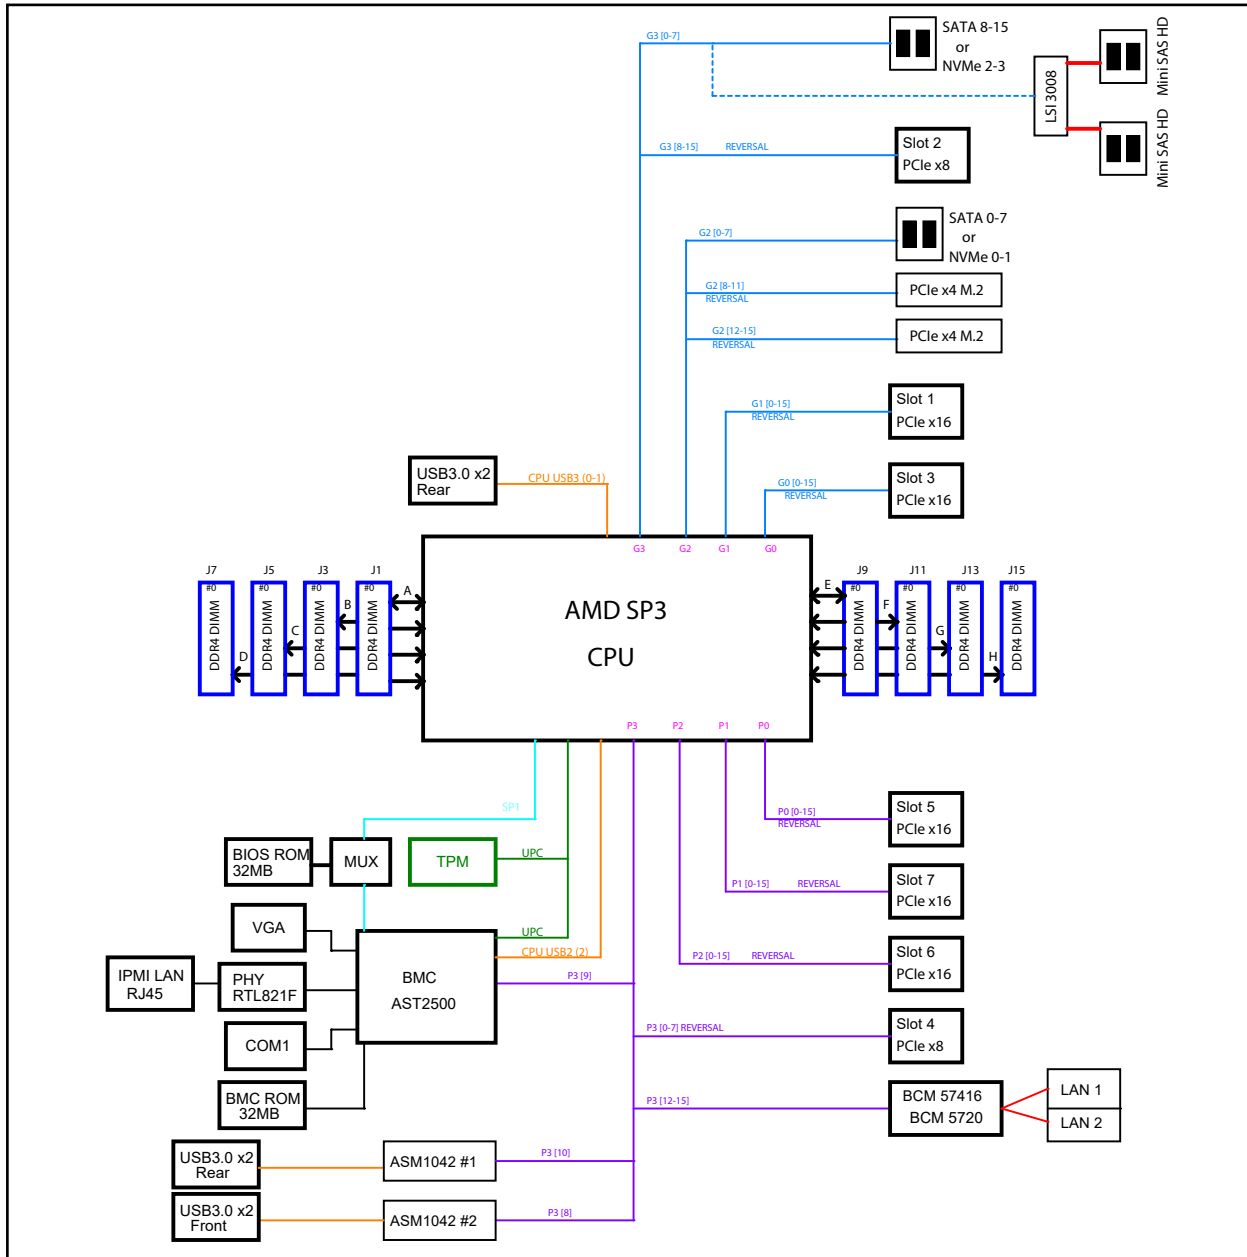 G3 [0-7]
SATA 8-15
or
NVMe 2-3
LSI 3008
Mini SAS HD
Mini SAS HD
G3 [8-15] REVERSAL
Slot 2
PCIe x8
G2 [0-7]
SATA 0-7
or
NVMe 0-1
G2 [8-11]
REVERSAL
PCIe x4 M.2
G2 [12-15]
REVERSAL
PCIe x4 M.2
G1 [0-15]
REVERSAL
Slot 1
PCIe x16
USB3.0 x2
Rear
CPU USB3 (0-1)
G0 [0-15]
REVERSAL
Slot 3
PCIe x16
G3 G2 G1 G0
J7 J5 J3 J1
#0 #0 #0 #0
DDR4 DIMM
DDR4 DIMM
DDR4 DIMM
DDR4 DIMM
A
B
C
D
AMD SP3
CPU
E
F
G
H
J9 J11 J13 J15
#0 #0 #0 #0
DDR4 DIMM
DDR4 DIMM
DDR4 DIMM
DDR4 DIMM
P3 P2 P1 P0
SP1
P0 [0-15]
REVERSAL
Slot 5
PCIe x16
BIOS ROM
32MB
MUX
TPM
UPC
P1 [0-15] REVERSAL
Slot 7
PCIe x16
VGA
UPC
CPU USB2 (2)
P2 [0-15] REVERSAL
Slot 6
PCIe x16
IPMI LAN
RJ45
PHY
RTL821F
BMC
AST2500
P3 [9]
COM1
P3 [0-7] REVERSAL
Slot 4
PCIe x8
BMC ROM
32MB
P3 [12-15]
BCM 57416
BCM 5720
LAN 1
LAN 2
USB3.0 x2
Rear
ASM1042 #1
P3 [10]
USB3.0 x2
Front
ASM1042 #2
P3 [8]